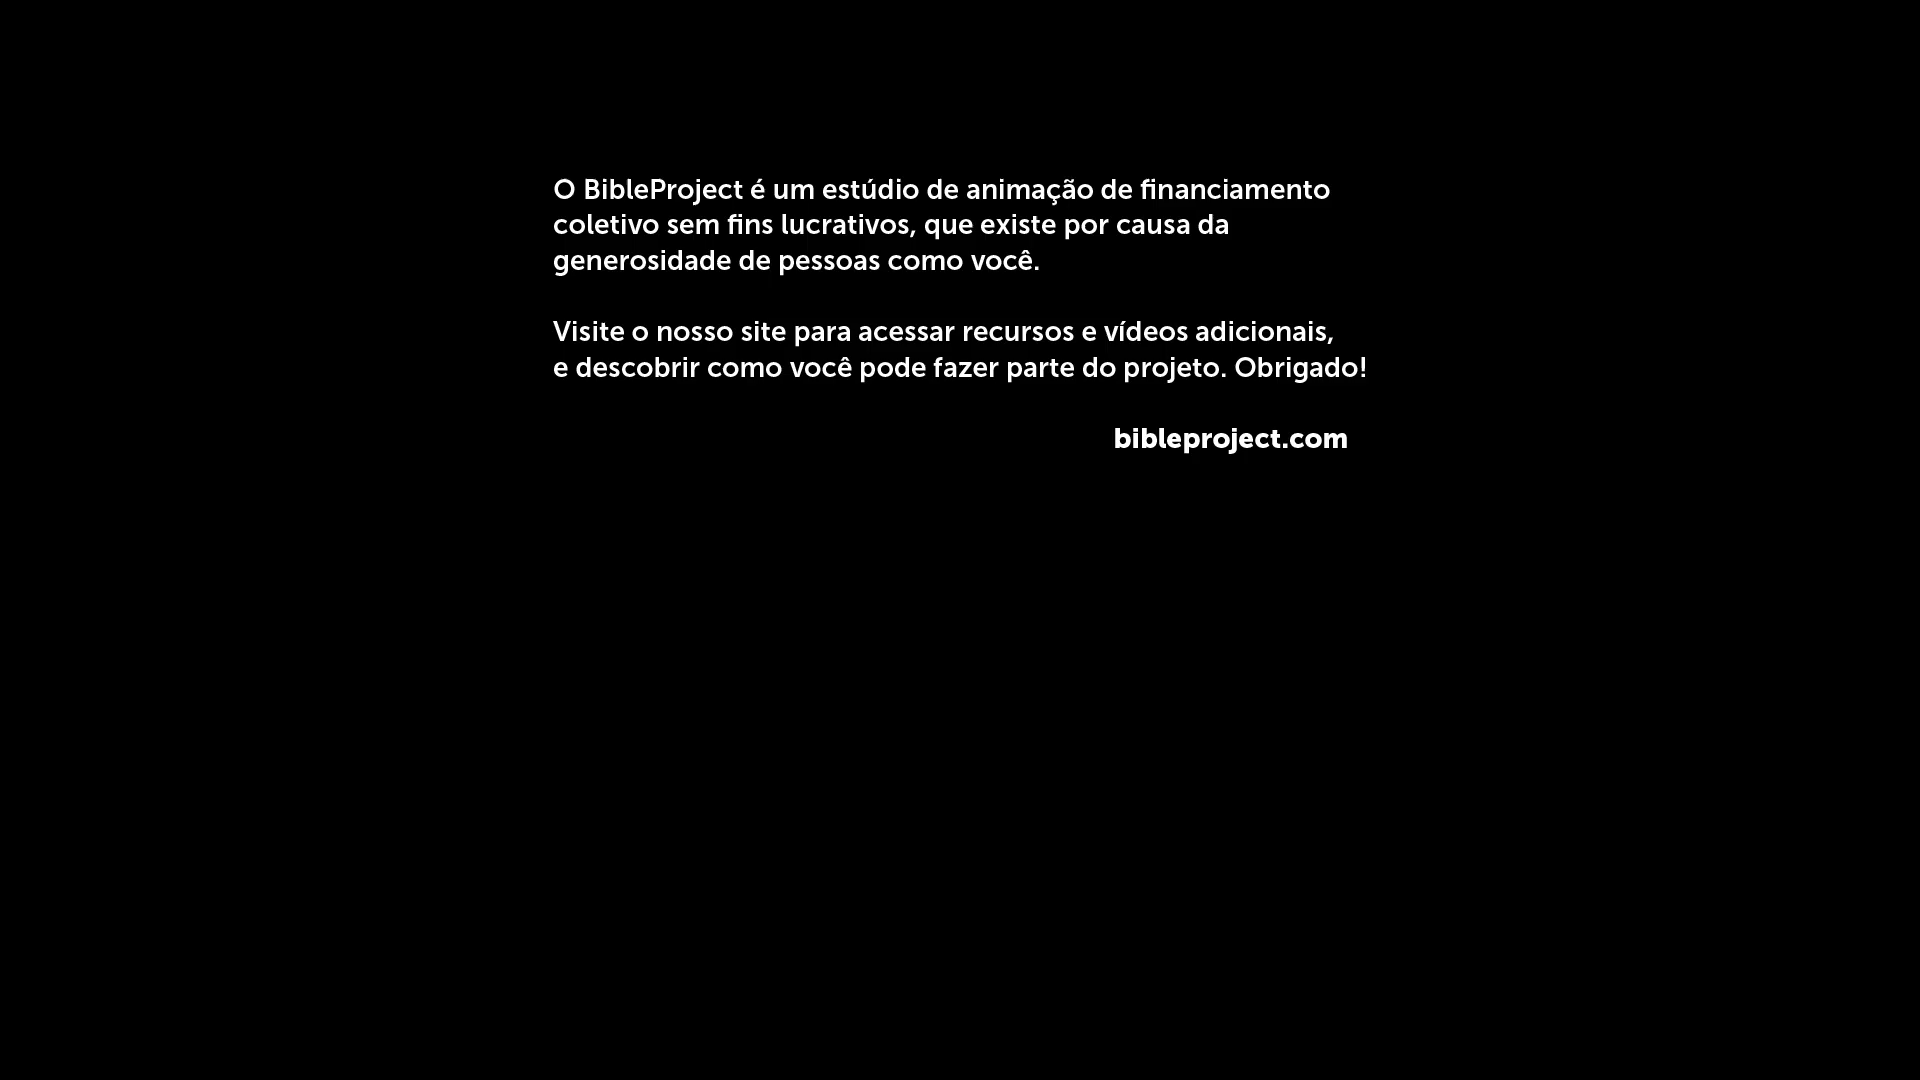 O BibleProject é um estúdio de animação de financiamento
coletivo sem fins lucrativos, que existe por causa da
generosidade de pessoas como você.
Visite o nosso site para acessar recursos e vídeos adicionais,
e descobrir como você pode fazer parte do projeto. Obrigado!
bibleproject.com